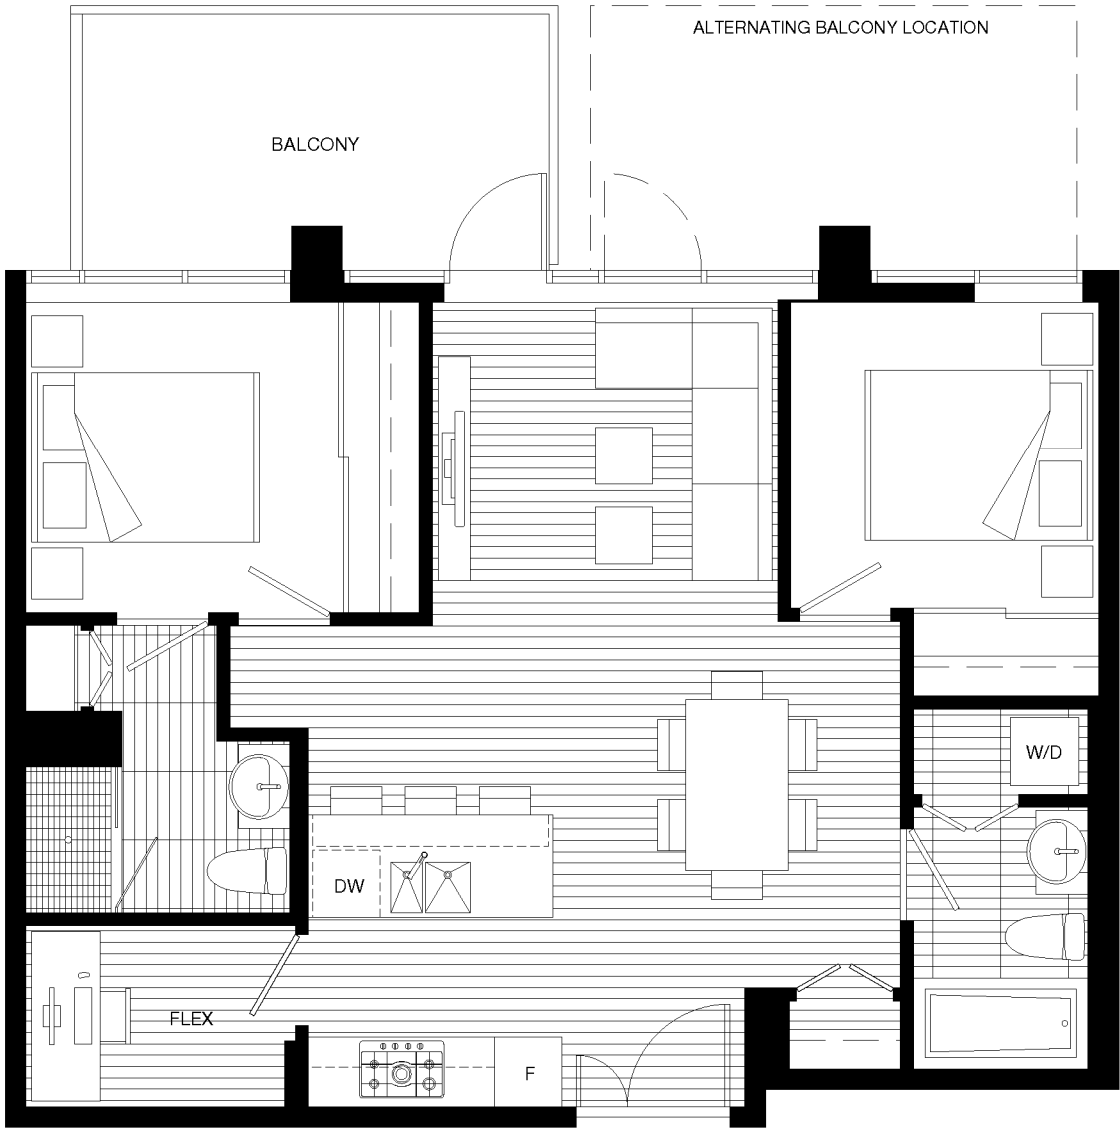 ALTERNATING BALCONY LOCATION
BALCONY
W/D
DW
FLEX
F